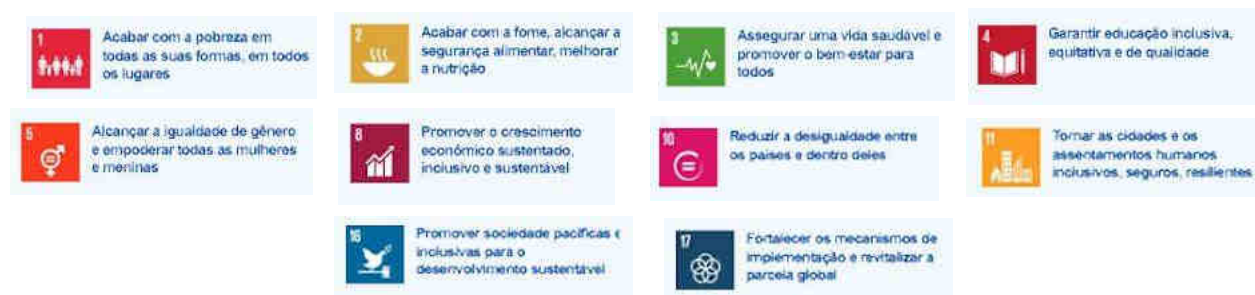 1
Acabar com a pobreza em
todas as suas formas, em todos
os lugares
2
Acabar com a fome, alcançar a
segurança alimentar, melhorar
a nutrição
3
Assegurar uma vida saudável e
promover o bem-estar para
todos
4
Garantir educação inclusiva,
equitativa e de qualidade
5
Alcançar a igualdade de gênero
e empoderar todas as mulheres
e meninas
8
Promover o crescimento
econômico sustentado,
inclusivo e sustentável
10
Reduzir a desigualdade entre
os países e dentro deles
11
Tornar as cidades e os
assentamentos humanos
inclusivos, seguros, resilientes
16
Promover sociedade pacíficas e
inclusivas para o
desenvolvimento sustentável
17
Fortalecer os mecanismos de
implementação e revitalizar a
parceia global